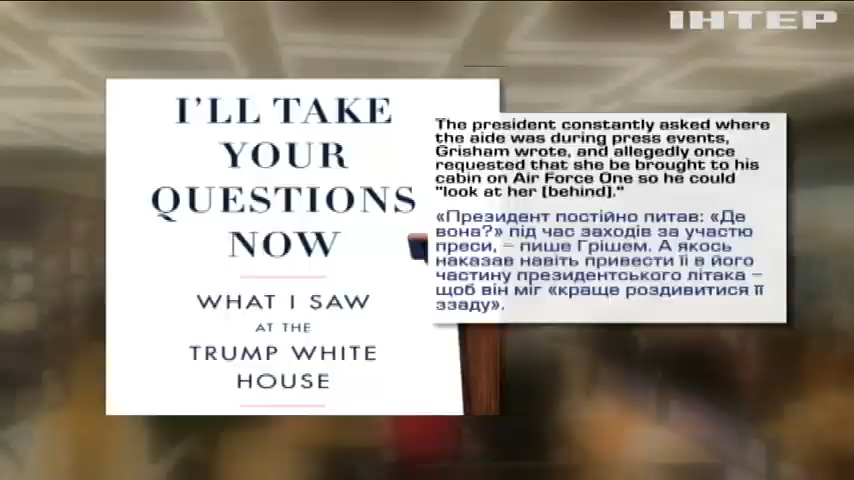 ІНТЕР
I'LL TAKE
YOUR
QUESTIONS
NOW
WHAT I SAW
AT THE
TRUMP WHITE
HOUSE
The president constantly asked where
the aide was during press events,
Grisham wrote, and allegedly once
requested that she be brought to his
cabin on Air Force One so he could
"look at her [behind]."
«Президент постійно питав: «Де
вона?» під час заходів за участю
преси, – пише Грішем. А якось
наказав навіть привести її в його
частину президентського літака –
щоб він міг «краще роздивитися її
ззаду».